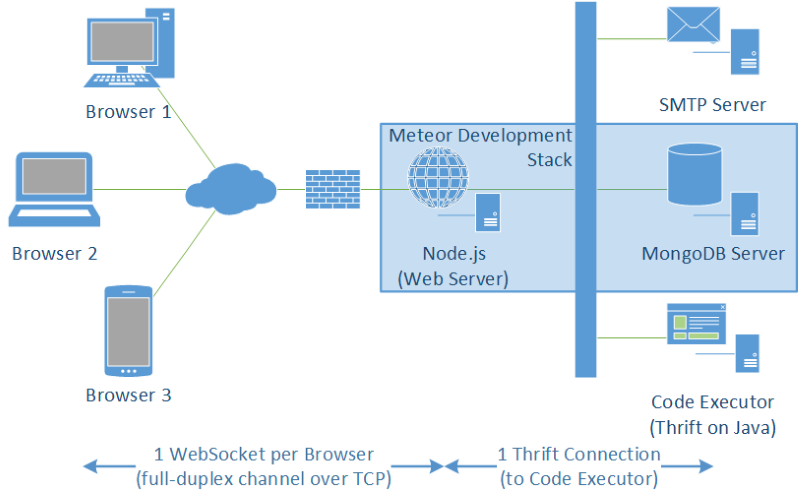 Browser 1
SMTP Server
Meteor Development
Stack
Browser 2
Node.js
(Web Server)
MongoDB Server
Browser 3
Code Executor
(Thrift on Java)
1 WebSocket per Browser
(full-duplex channel over TCP)
1 Thrift Connection
(to Code Executor)